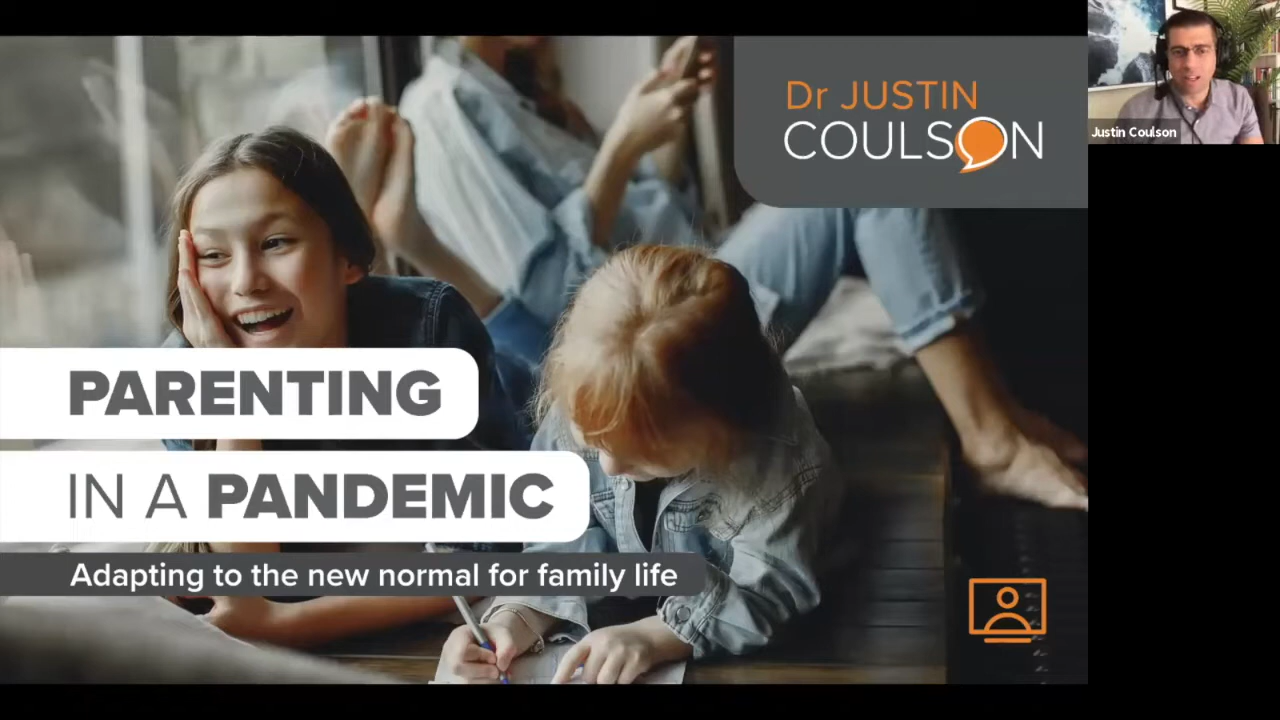 Dr JUSTIN
COULSON
Justin Coulson
PARENTING
IN A PANDEMIC
Adapting to the new normal for family life